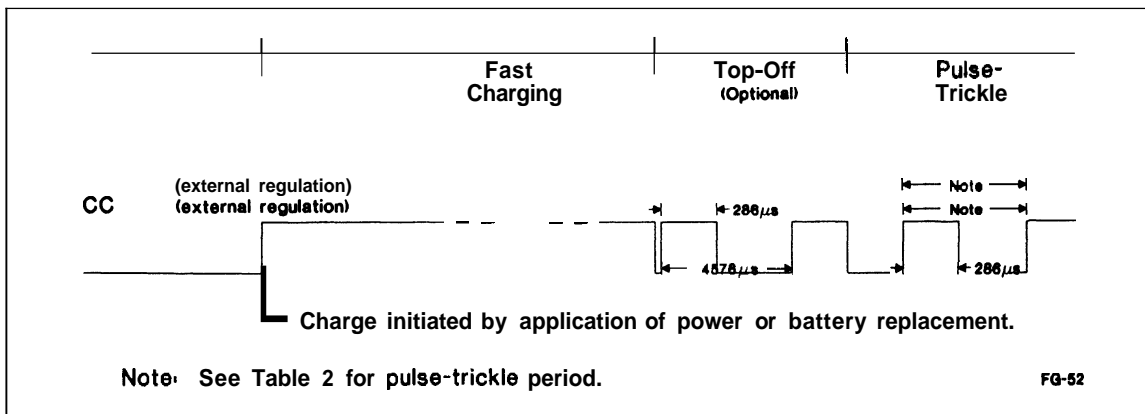 Fast Charging
Top-Off (Optional)
Pulse-Trickle
CC
(external regulation)
(external regulation)
Note
Note
286µs
4576µs
286µs
Charge initiated by application of power or battery replacement.
Note: See Table 2 for pulse-trickle period.
FG-52